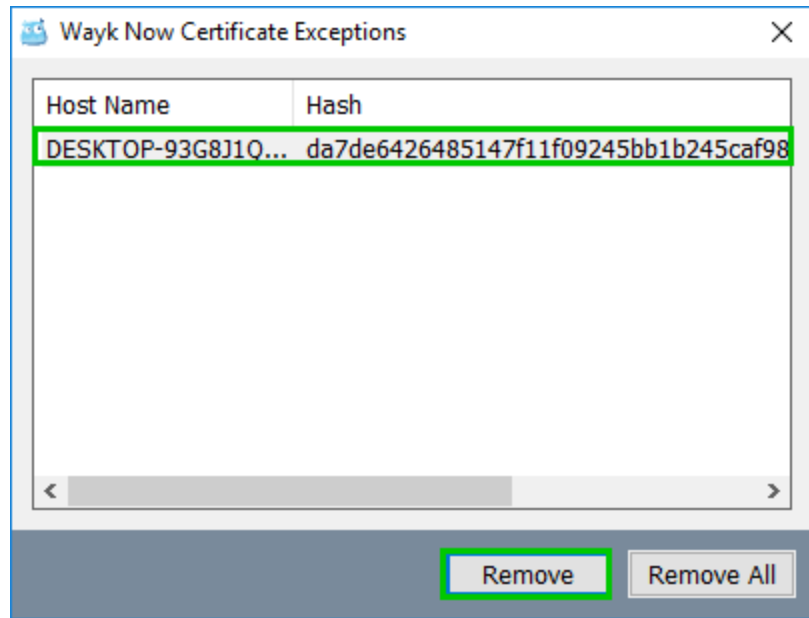 Wayk Now Certificate Exceptions
Host Name Hash
DESKTOP-93G8J1Q... da7de6426485147f11f09245bb1b245caf98
Remove Remove All